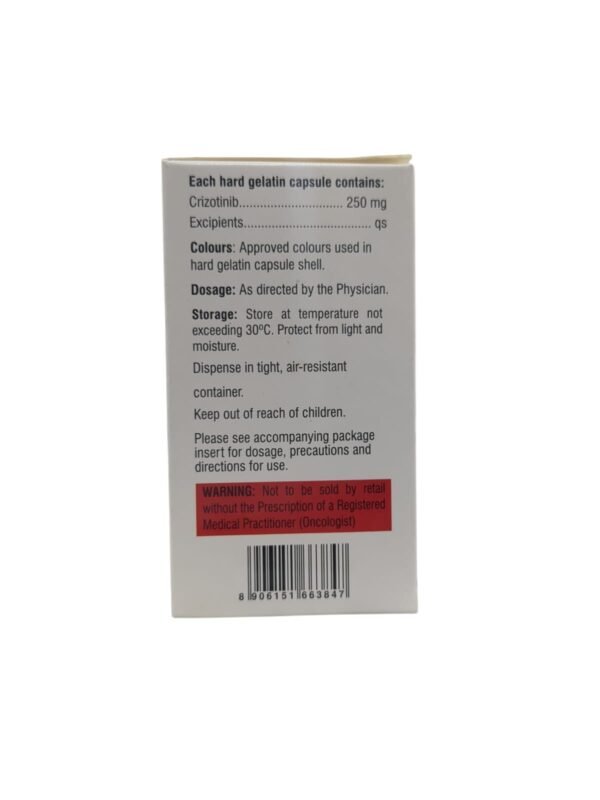 Each hard gelatin capsule contains:
Crizotinib............................. 250 mg
Excipients................................... qs
Colours: Approved colours used in
hard gelatin capsule shell.
Dosage: As directed by the Physician.
Storage: Store at temperature not
exceeding 30ºC. Protect from light and
moisture.
Dispense in tight, air-resistant
container.
Keep out of reach of children.
Please see accompanying package
insert for dosage, precautions and
directions for use.
WARNING: Not to be sold by retail
without the Prescription of a Registered
Medical Practitioner (Oncologist)
8 906151 663847